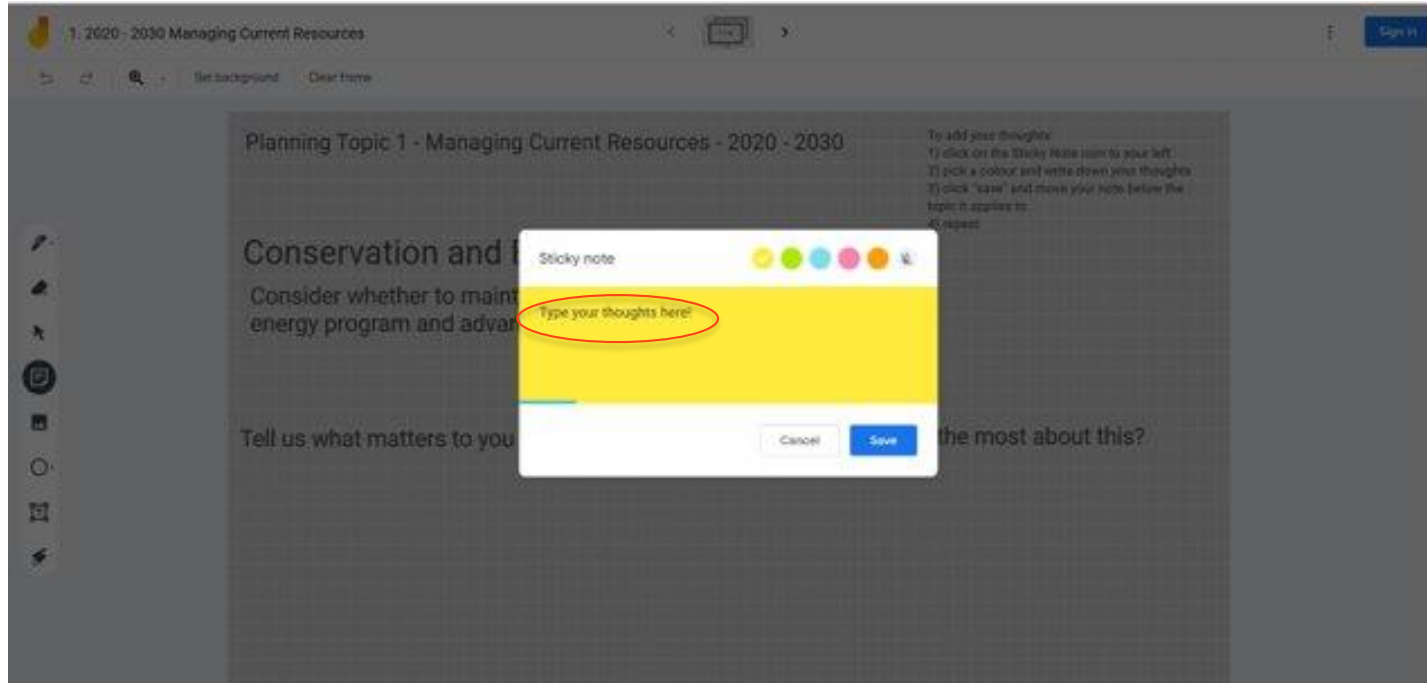 1. 2020 - 2030 Managing Current Resources
Sign in
Set background Clear frame
Planning Topic 1 - Managing Current Resources - 2020 - 2030
To add your thoughts:
1) click on the Sticky Note icon to your left
2) pick a colour and write down your thoughts
3) click "save" and move your note below the
topic it applies to
4) repeat
Conservation and
Consider whether to maint
energy program and advan
Sticky note
Type your thoughts here!
Cancel Save
Tell us what matters to you
the most about this?